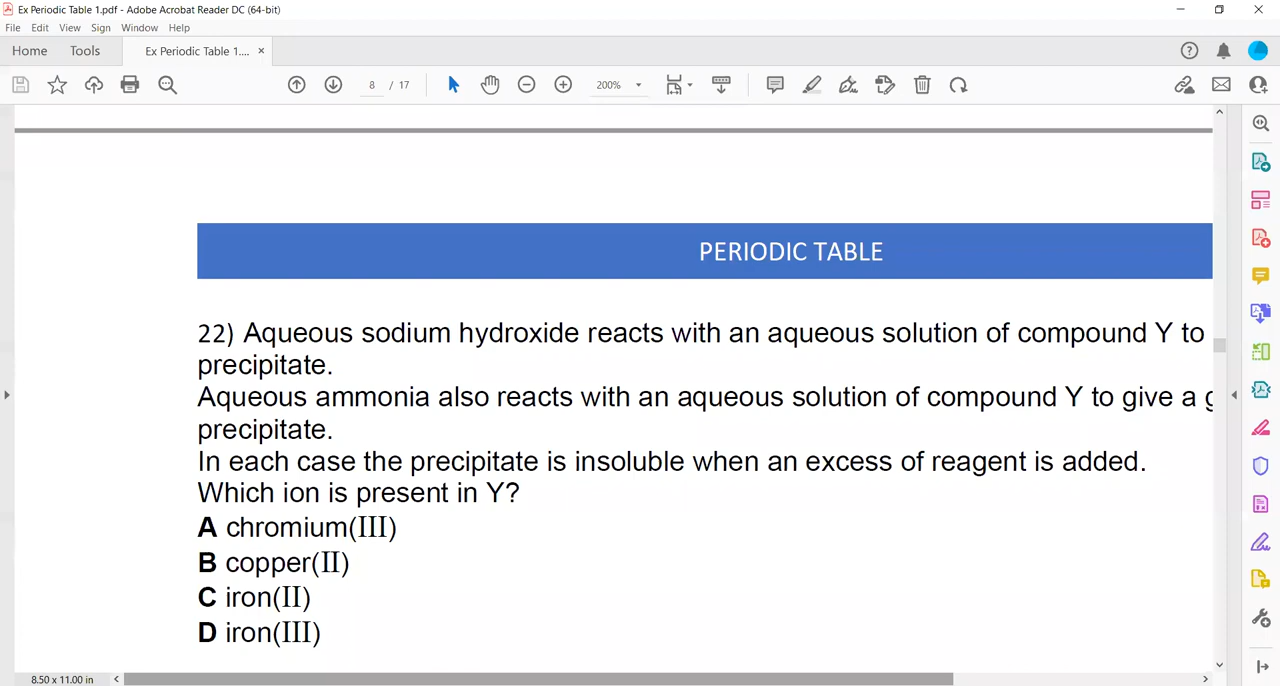 Ex Periodic Table 1.pdf - Adobe Acrobat Reader DC (64-bit)
File Edit View Sign Window Help
Home Tools Ex Periodic Table 1.... ×
8 / 17 200%
PERIODIC TABLE
22) Aqueous sodium hydroxide reacts with an aqueous solution of compound Y to
precipitate.
Aqueous ammonia also reacts with an aqueous solution of compound Y to give a
precipitate.
In each case the precipitate is insoluble when an excess of reagent is added.
Which ion is present in Y?
A chromium(III)
B copper(II)
C iron(II)
D iron(III)
8.50 x 11.00 in